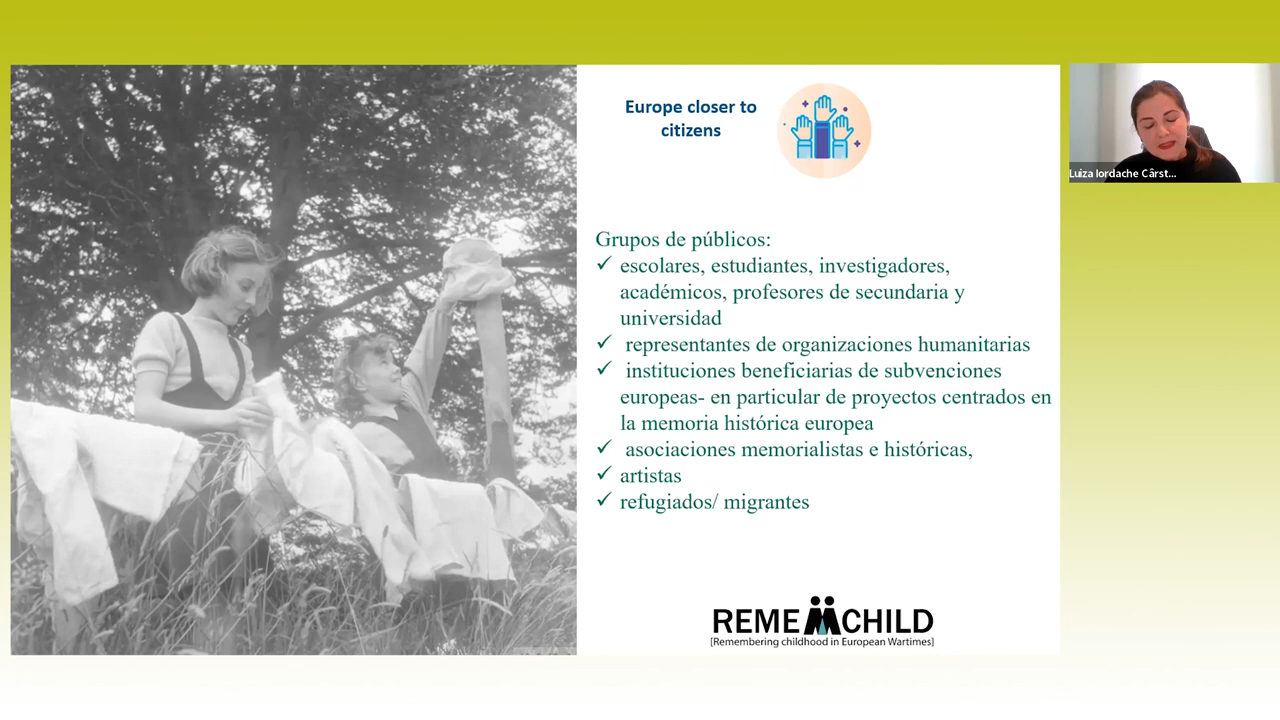 Europe closer to
citizens
Luiza Iordache Cârst...
Grupos de públicos:
✓ escolares, estudiantes, investigadores,
académicos, profesores de secundaria y
universidad
✓ representantes de organizaciones humanitarias
✓ instituciones beneficiarias de subvenciones
europeas- en particular de proyectos centrados en
la memoria histórica europea
✓ asociaciones memorialistas e históricas,
✓ artistas
✓ refugiados/ migrantes
REMEMCHILD
[Remembering childhood in European Wartimes]